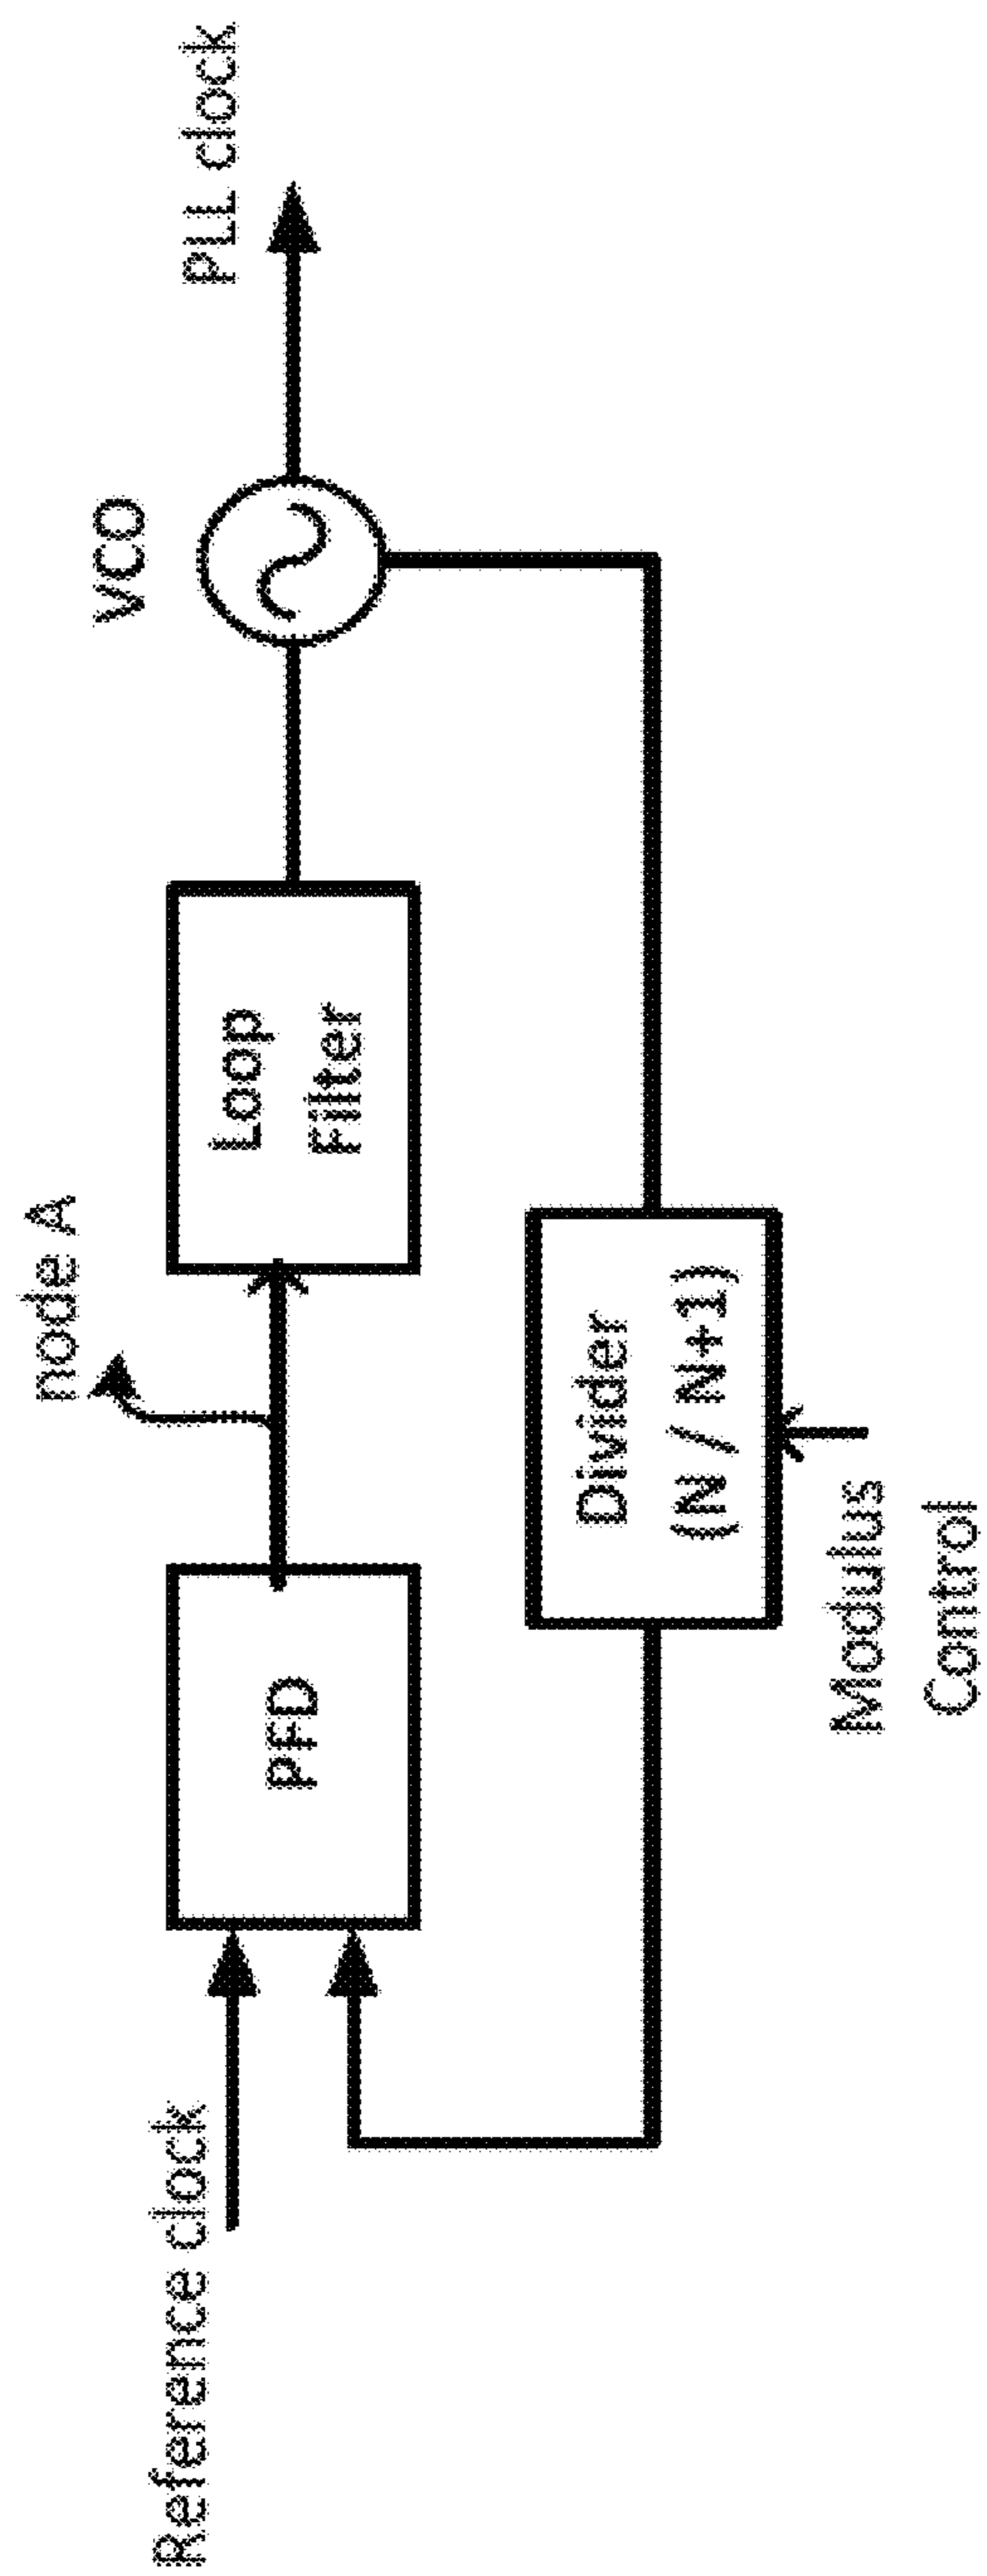 Reference clock
PFD
node A
Loop
Filter
VCO
PLL clock
Divider
(N / N+1)
Modulus
Control